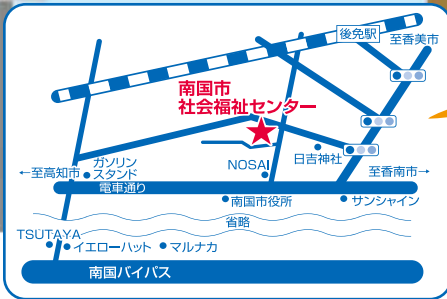 後免駅
至香美市
南国市
社会福祉センター
ガソリン
スタンド
←至高知市
NOSAI
日吉神社
至香南市→
電車通り
南国市役所
サンシャイン
省略
TSUTAYA
イエローハット
マルナカ
南国バイパス